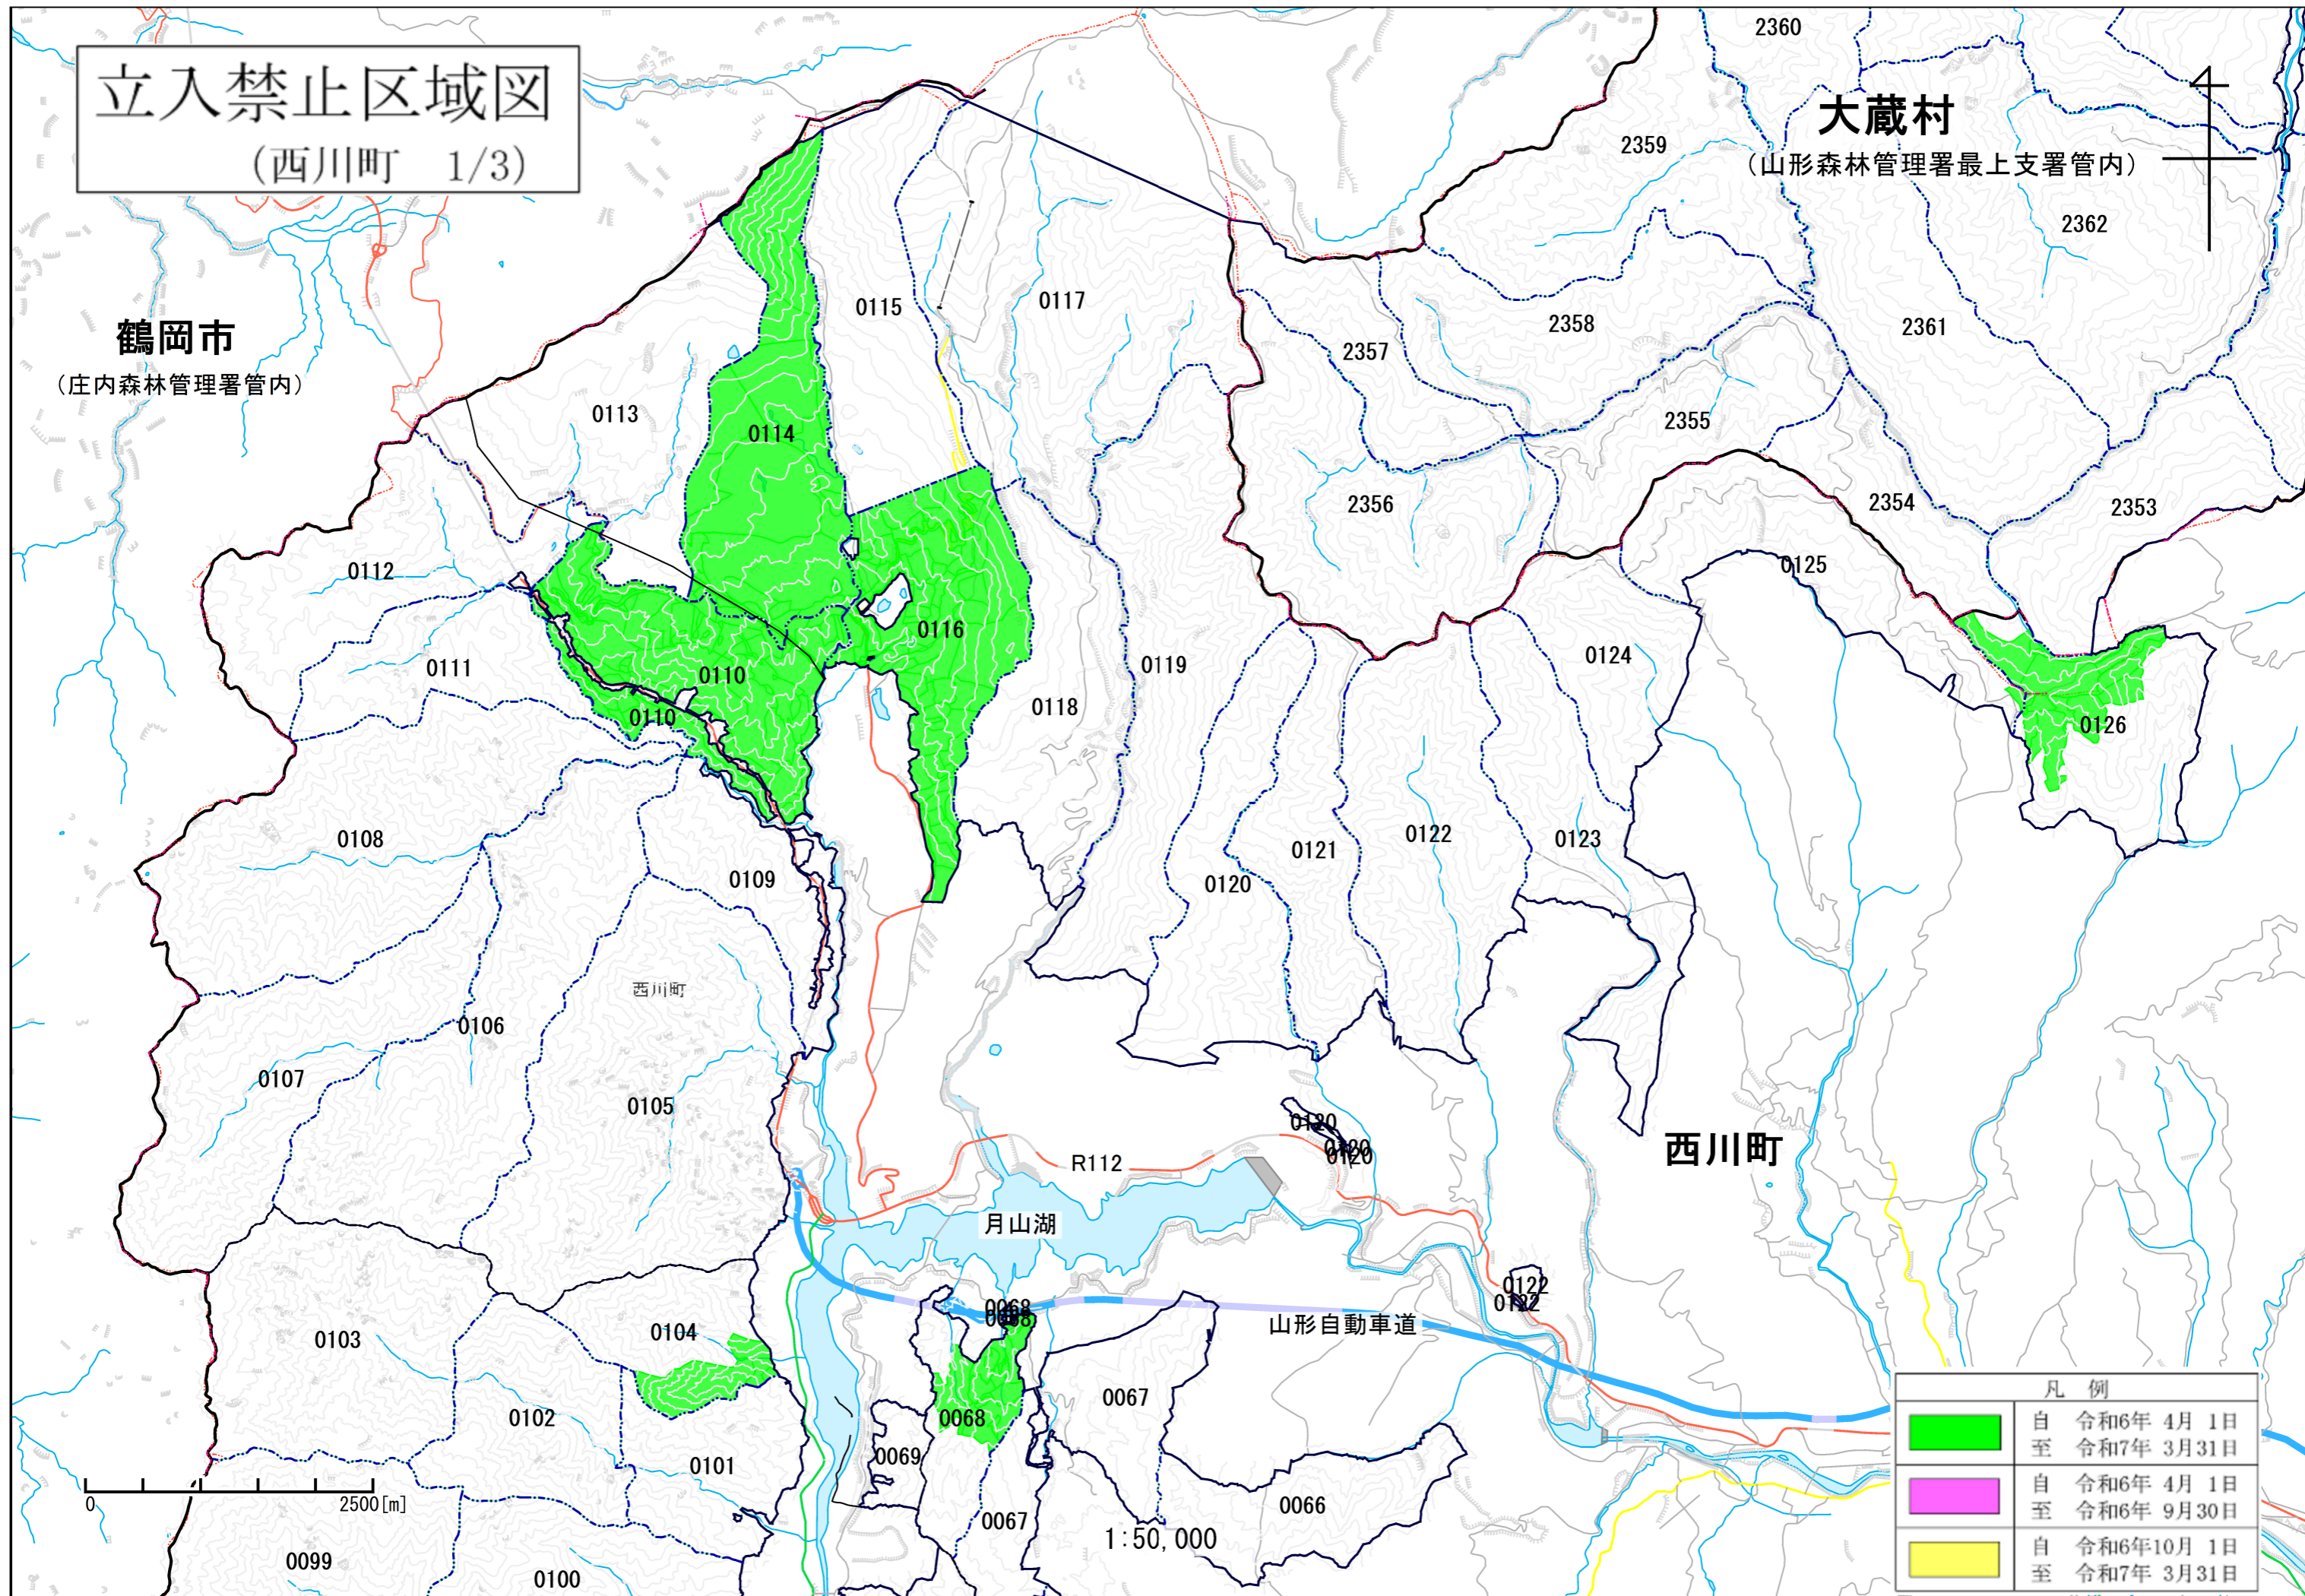 立入禁止区域図
(西川町 1/3)
2360
大蔵村
(山形森林管理署最上支署管内)
2359
2362
鶴岡市
(庄内森林管理署管内)
0115
0117
2358
2361
2357
0113
0114
2355
2356
2354
2353
0112
0125
0116
0111
0110
0119
0124
0110
0118
0126
0108
0122
0123
0121
0109
0120
西川町
0106
0107
0105
0120
0120
0120
西川町
R112
月山湖
0122
0122
0068
0068
山形自動車道
0103
0104
0067
0102
0068
0069
0101
0066
0067
0 2500[m]
1:50,000
0099
0100
凡 例
自 令和6年 4月 1日
至 令和7年 3月31日
自 令和6年 4月 1日
至 令和6年 9月30日
自 令和6年10月 1日
至 令和7年 3月31日